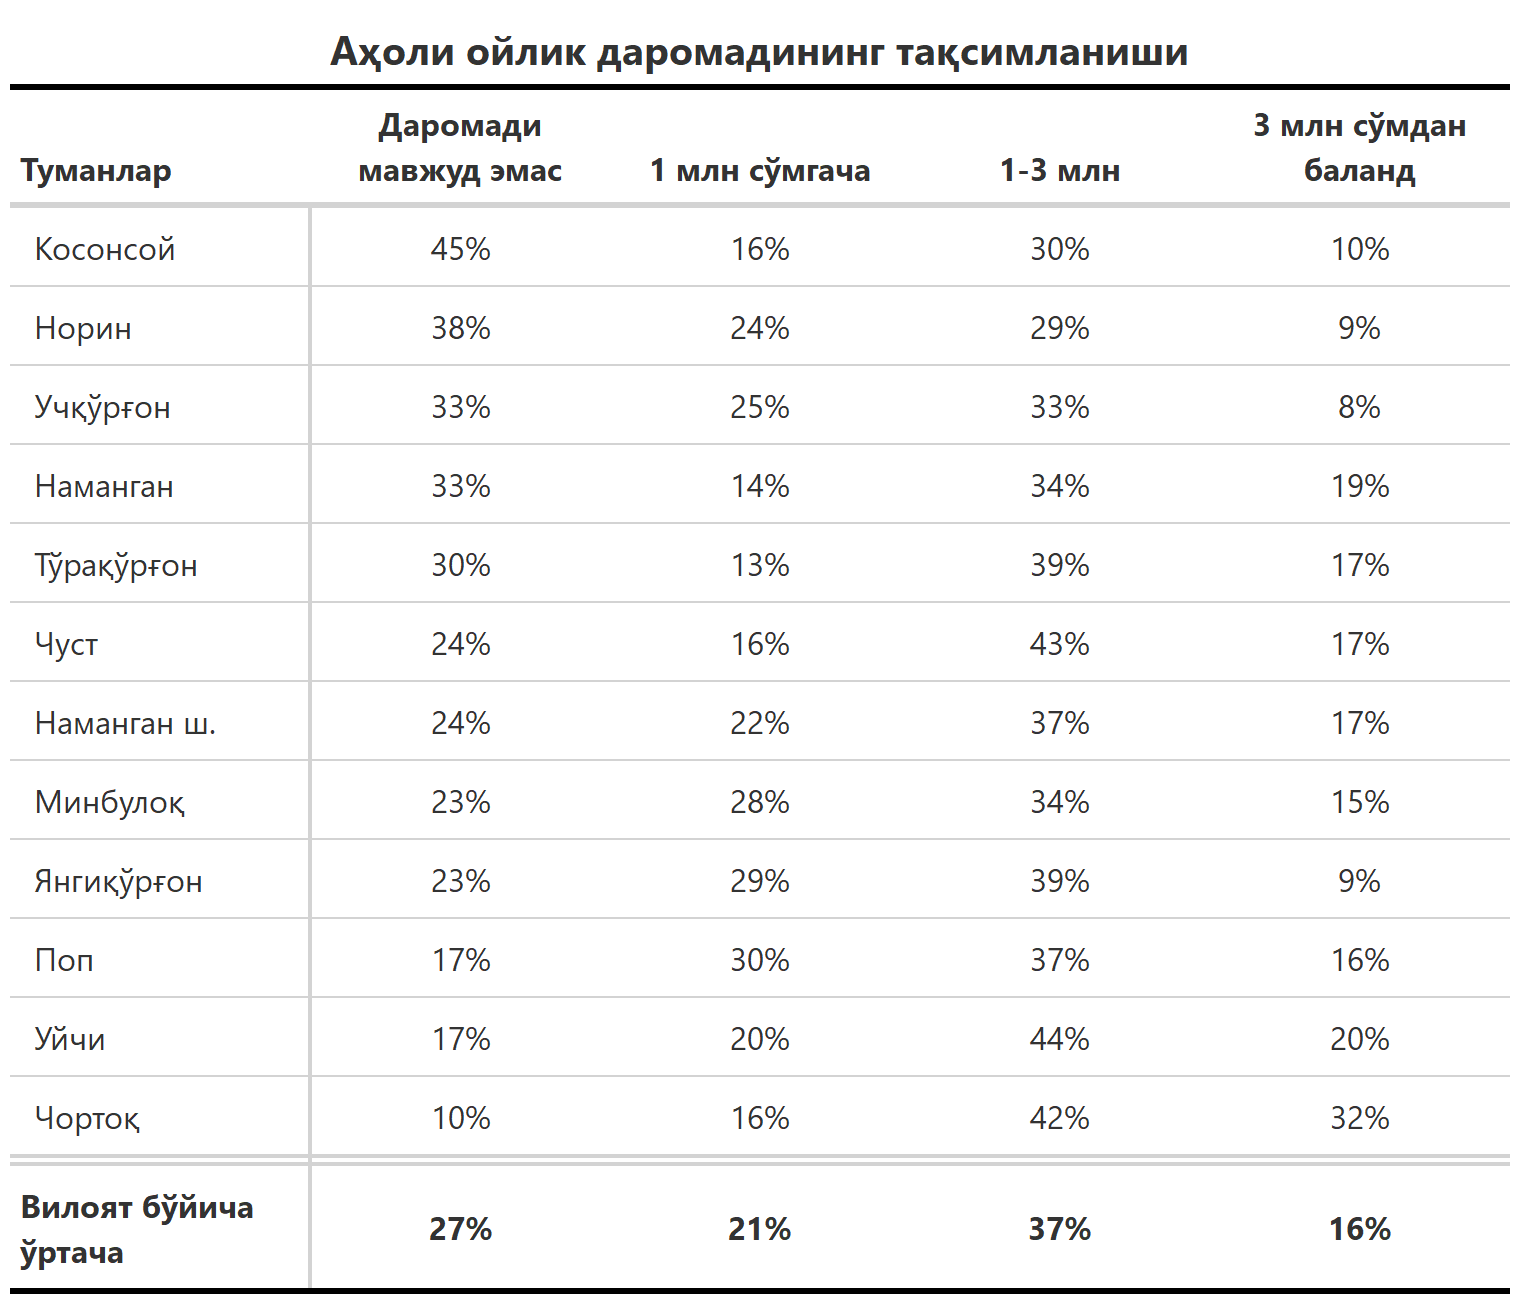 Аҳоли ойлик даромадининг тақсимланиши
Туманлар Даромади мавжуд эмас 1 млн сўмгача 1-3 млн 3 млн сўмдан баланд
Косонсой 45% 16% 30% 10%
Норин 38% 24% 29% 9%
Учқўрғон 33% 25% 33% 8%
Наманган 33% 14% 34% 19%
Тўрақўрғон 30% 13% 39% 17%
Чуст 24% 16% 43% 17%
Наманган ш. 24% 22% 37% 17%
Минбулоқ 23% 28% 34% 15%
Янгиқўрғон 23% 29% 39% 9%
Поп 17% 30% 37% 16%
Уйчи 17% 20% 44% 20%
Чортоқ 10% 16% 42% 32%
Вилоят бўйича ўртача 27% 21% 37% 16%